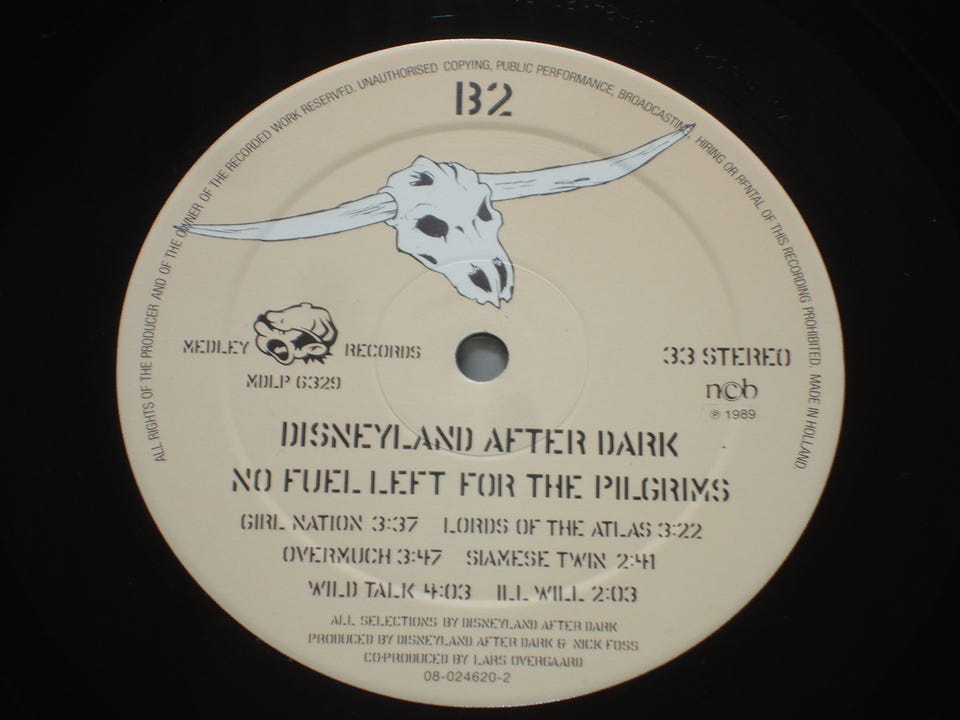 ALL RIGHTS OF THE PRODUCER AND OF THE OWNER OF THE RECORDED WORK RESERVED. UNAUTHORISED COPYING, PUBLIC PERFORMANCE, BROADCASTING, HIRING OR RENTAL OF THIS RECORDING PROHIBITED. MADE IN HOLLAND
B2
MEDLEY RECORDS
MDLP 6329
33 STEREO
ncb
℗ 1989
DISNEYLAND AFTER DARK
NO FUEL LEFT FOR THE PILGRIMS
GIRL NATION 3:37 LORDS OF THE ATLAS 3:22
OVERMUCH 3:47 SIAMESE TWIN 2:41
WILD TALK 4:03 ILL WILL 2:03
ALL SELECTIONS BY DISNEYLAND AFTER DARK
PRODUCED BY DISNEYLAND AFTER DARK & NICK FOSS
CO-PRODUCED BY LARS OVERGAARD
08-024620-2